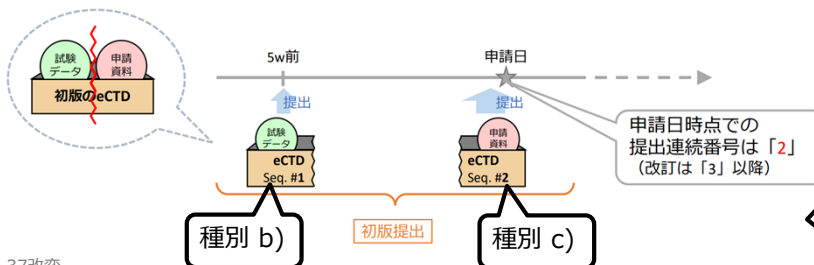 試験
データ
申請
資料
初版のeCTD
5w前
申請日
提出
提出
試験
データ
申請
資料
eCTD
Seq. #1
eCTD
Seq. #2
申請日時点での
提出連続番号は「2」
（改訂は「3」以降）
種別 b)
初版提出
種別 c)